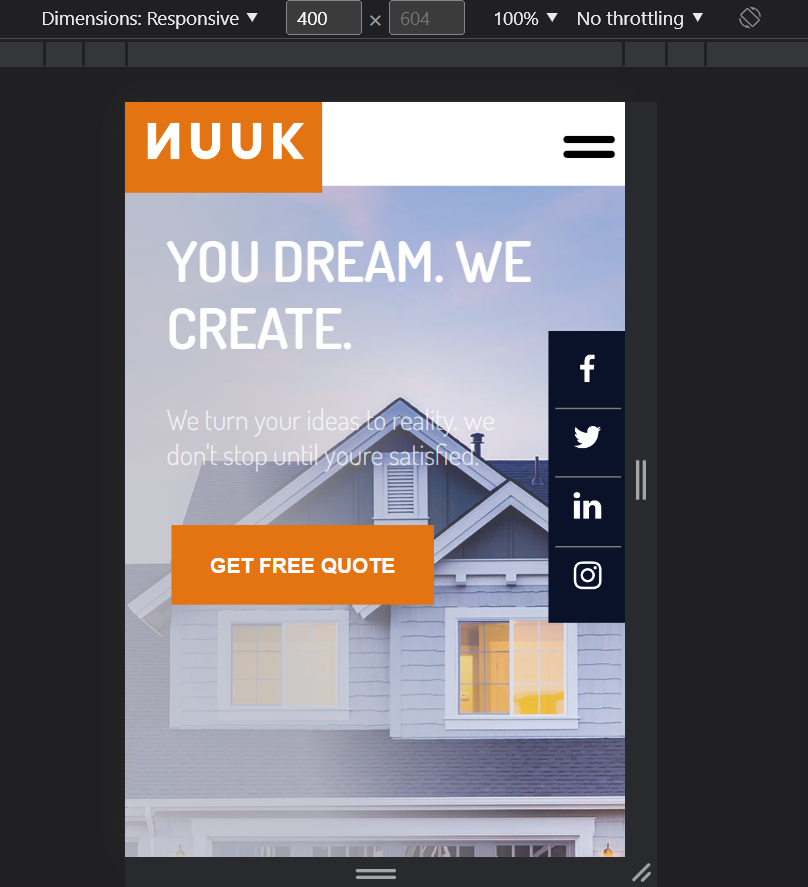 Dimensions: Responsive ▼ 400 × 604 100% ▼ No throttling ▼
ИUUK
YOU DREAM. WE
CREATE.
We turn your ideas to reality, we
don't stop until youre satisfied.
GET FREE QUOTE